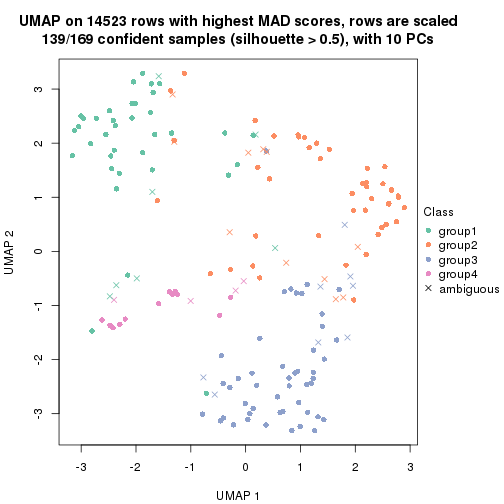 UMAP on 14523 rows with highest MAD scores, rows are scaled
139/169 confident samples (silhouette > 0.5), with 10 PCs
3
2
1
0
-1
-2
-3
UMAP 2
-3 -2 -1 0 1 2 3
UMAP 1
Class
group1
group2
group3
group4
ambiguous